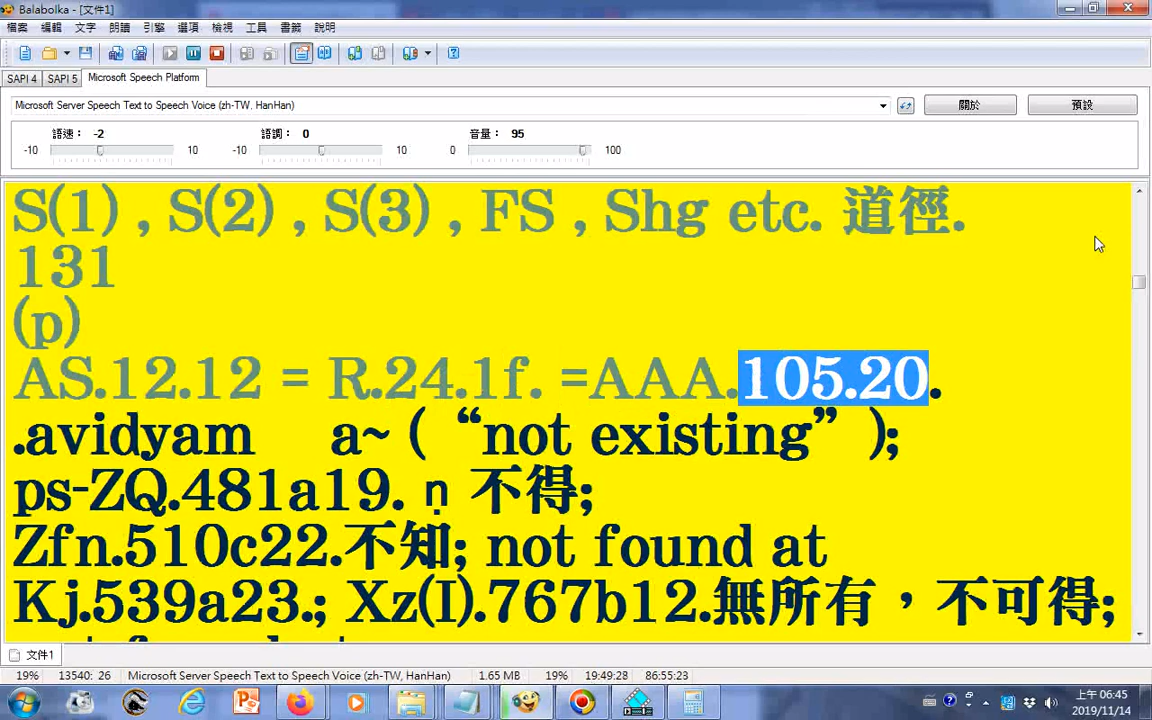 Balabolka - [文件1]
檔案 編輯 文字 朗讀 引擎 選項 檢視 工具 書籤 說明
SAPI 4 SAPI 5 Microsoft Speech Platform
Microsoft Server Speech Text to Speech Voice (zh-TW, HanHan)
關於 預設
語速： -2 語調： 0 音量： 95
-10 10 -10 10 0 100
S(1) , S(2) , S(3) , FS , Shg etc. 道徑.
131
(p)
AS.12.12 = R.24.1f. =AAA.105.20.
.avidyam a~ ( “not existing” );
ps-ZQ.481a19. ṇ 不得;
Zfn.510c22.不知; not found at
Kj.539a23.; Xz(I).767b12.無所有，不可得;
文件1
19% 13540: 26 Microsoft Server Speech Text to Speech Voice (zh-TW, HanHan) 1.65 MB 19% 19:49:28 86:55:23
上午 06:45
2019/11/14